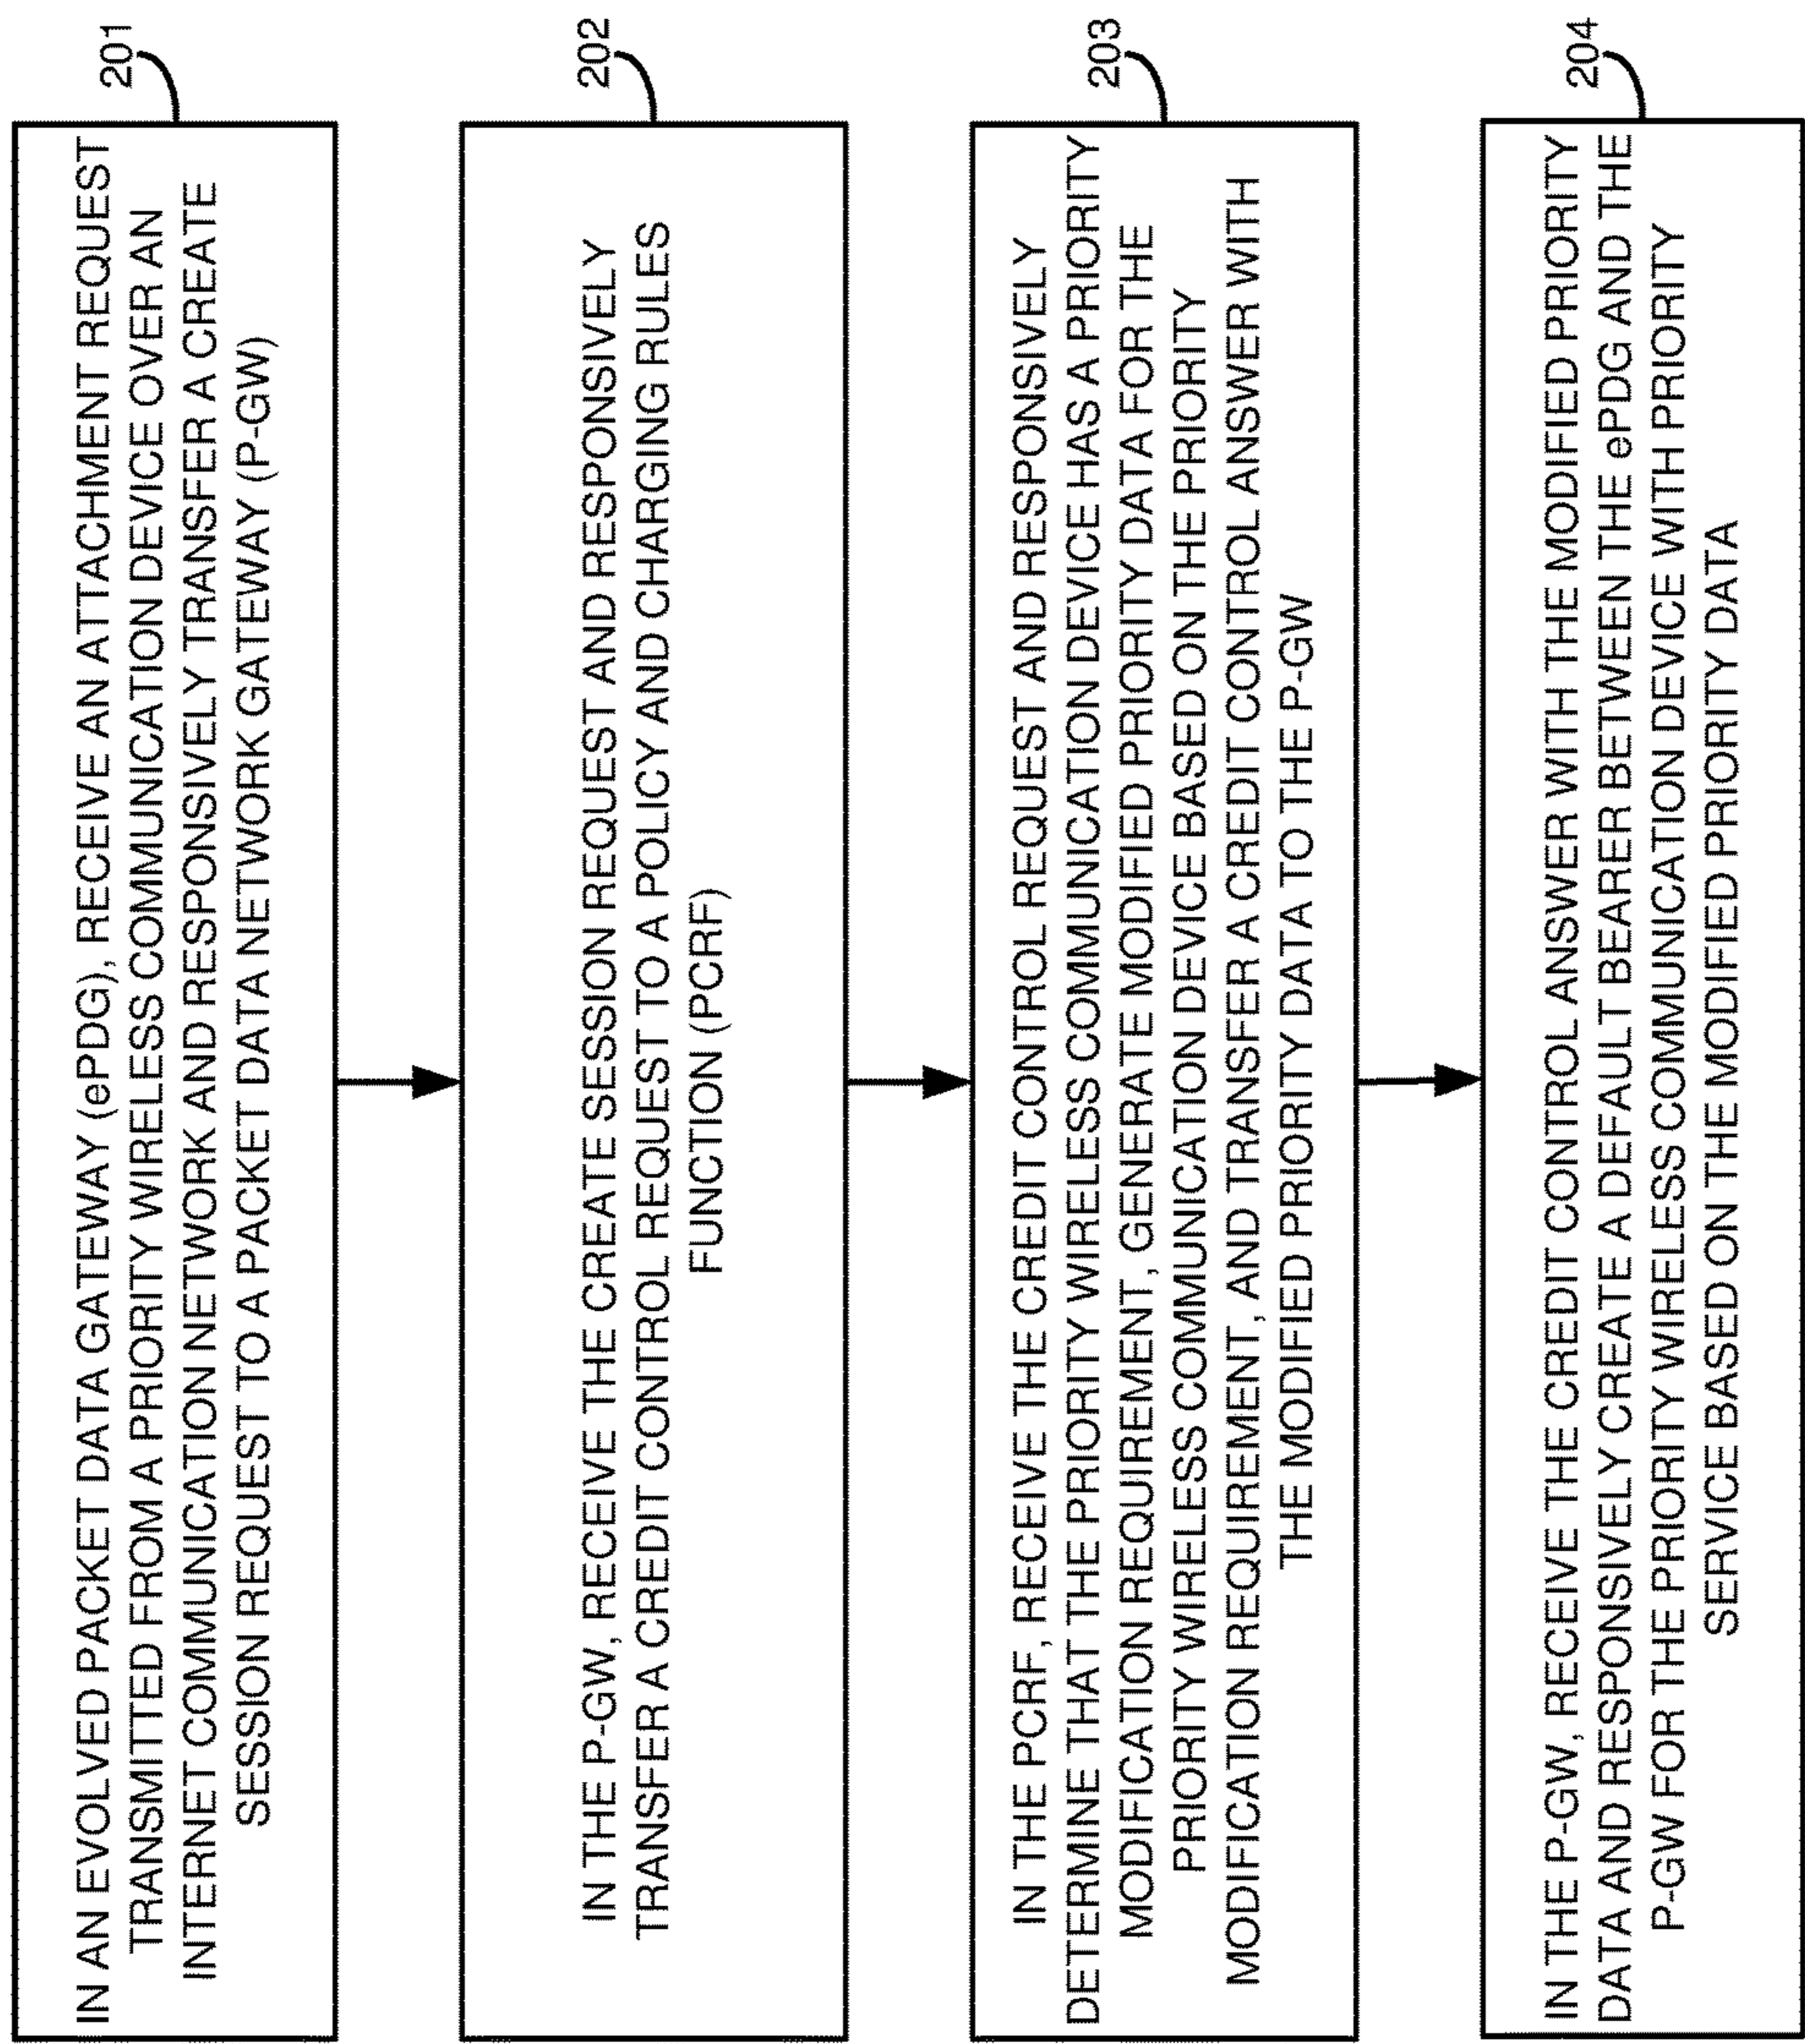 201
IN AN EVOLVED PACKET DATA GATEWAY (ePDG), RECEIVE AN ATTACHMENT REQUEST
TRANSMITTED FROM A PRIORITY WIRELESS COMMUNICATION DEVICE OVER AN
INTERNET COMMUNICATION NETWORK AND RESPONSIVELY TRANSFER A CREATE
SESSION REQUEST TO A PACKET DATA NETWORK GATEWAY (P-GW)
202
IN THE P-GW, RECEIVE THE CREATE SESSION REQUEST AND RESPONSIVELY
TRANSFER A CREDIT CONTROL REQUEST TO A POLICY AND CHARGING RULES
FUNCTION (PCRF)
203
IN THE PCRF, RECEIVE THE CREDIT CONTROL REQUEST AND RESPONSIVELY
DETERMINE THAT THE PRIORITY WIRELESS COMMUNICATION DEVICE HAS A PRIORITY
MODIFICATION REQUIREMENT, GENERATE MODIFIED PRIORITY DATA FOR THE
PRIORITY WIRELESS COMMUNICATION DEVICE BASED ON THE PRIORITY
MODIFICATION REQUIREMENT, AND TRANSFER A CREDIT CONTROL ANSWER WITH
THE MODIFIED PRIORITY DATA TO THE P-GW
204
IN THE P-GW, RECEIVE THE CREDIT CONTROL ANSWER WITH THE MODIFIED PRIORITY
DATA AND RESPONSIVELY CREATE A DEFAULT BEARER BETWEEN THE ePDG AND THE
P-GW FOR THE PRIORITY WIRELESS COMMUNICATION DEVICE WITH PRIORITY
SERVICE BASED ON THE MODIFIED PRIORITY DATA